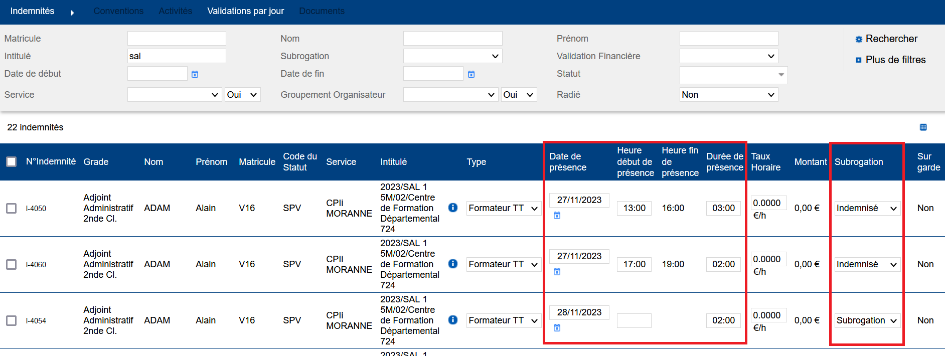 Indemnités Conventions Activités Validations par jour Documents
Matricule Nom Prénom Rechercher
Intitulé sal Subrogation Validation Financière Plus de filtres
Date de début Date de fin Statut
Service Oui Groupement Organisateur Oui Radié Non
22 indemnités
N°Indemnité Grade Nom Prénom Matricule Code du Statut Service Intitulé Type Date de présence Heure début de présence Heure fin de présence Durée de présence Taux Horaire Montant Subrogation Sur garde
I-4050 Adjoint Administratif 2nde Cl. ADAM Alain V16 SPV CPII MORANNE 2023/SAL 1 5M/02/Centre de Formation Départemental 724 Formateur TT 27/11/2023 13:00 16:00 03:00 0.0000 €/h 0,00 € Indemnisé Non
I-4060 Adjoint Administratif 2nde Cl. ADAM Alain V16 SPV CPII MORANNE 2023/SAL 1 5M/02/Centre de Formation Départemental 724 Formateur TT 27/11/2023 17:00 19:00 02:00 0.0000 €/h 0,00 € Indemnisé Non
I-4054 Adjoint Administratif 2nde Cl. ADAM Alain V16 SPV CPII MORANNE 2023/SAL 1 5M/02/Centre de Formation Départemental 724 Formateur TT 28/11/2023 02:00 0.0000 €/h 0,00 € Subrogation Non
2023/SAL 1